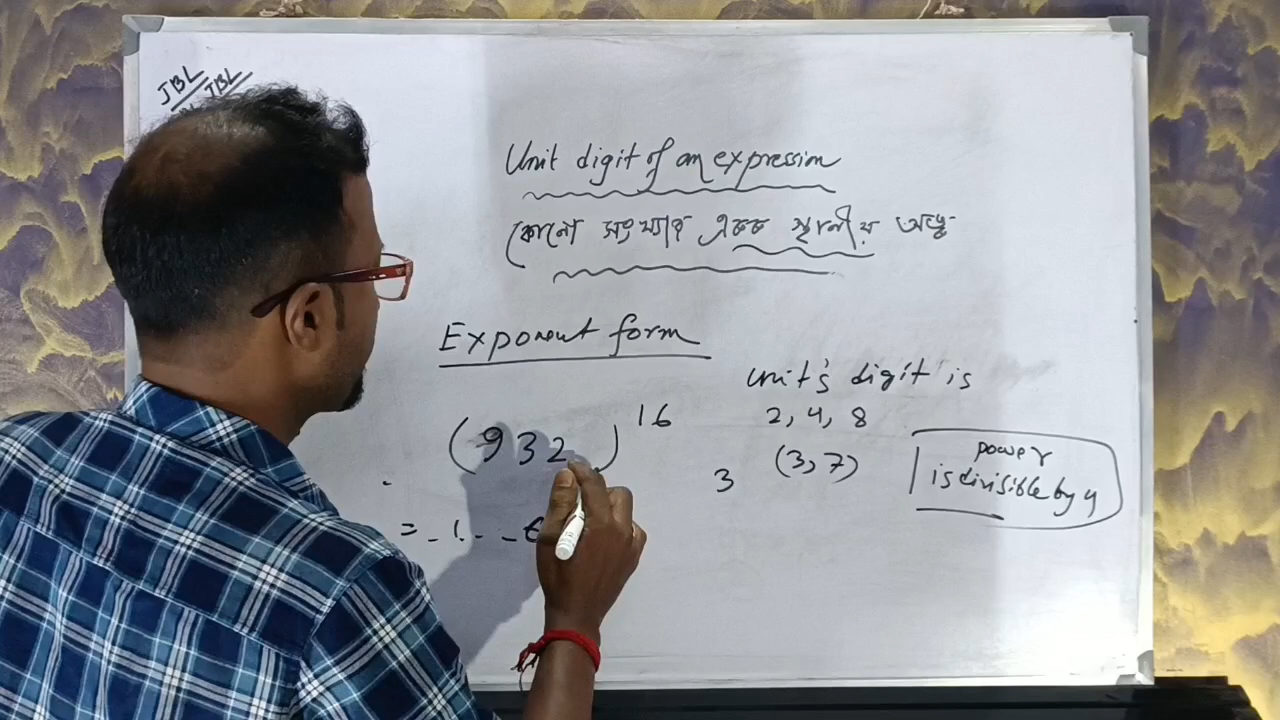 JBL
JBL
Unit digit of an expression
কোনো সংখ্যার একক স্থানীয় অঙ্ক
Exponent form
unit's digit is
2, 4, 8
(932 )16
(3, 7)
3
power
is divisible by 4
= - ! - - - 6